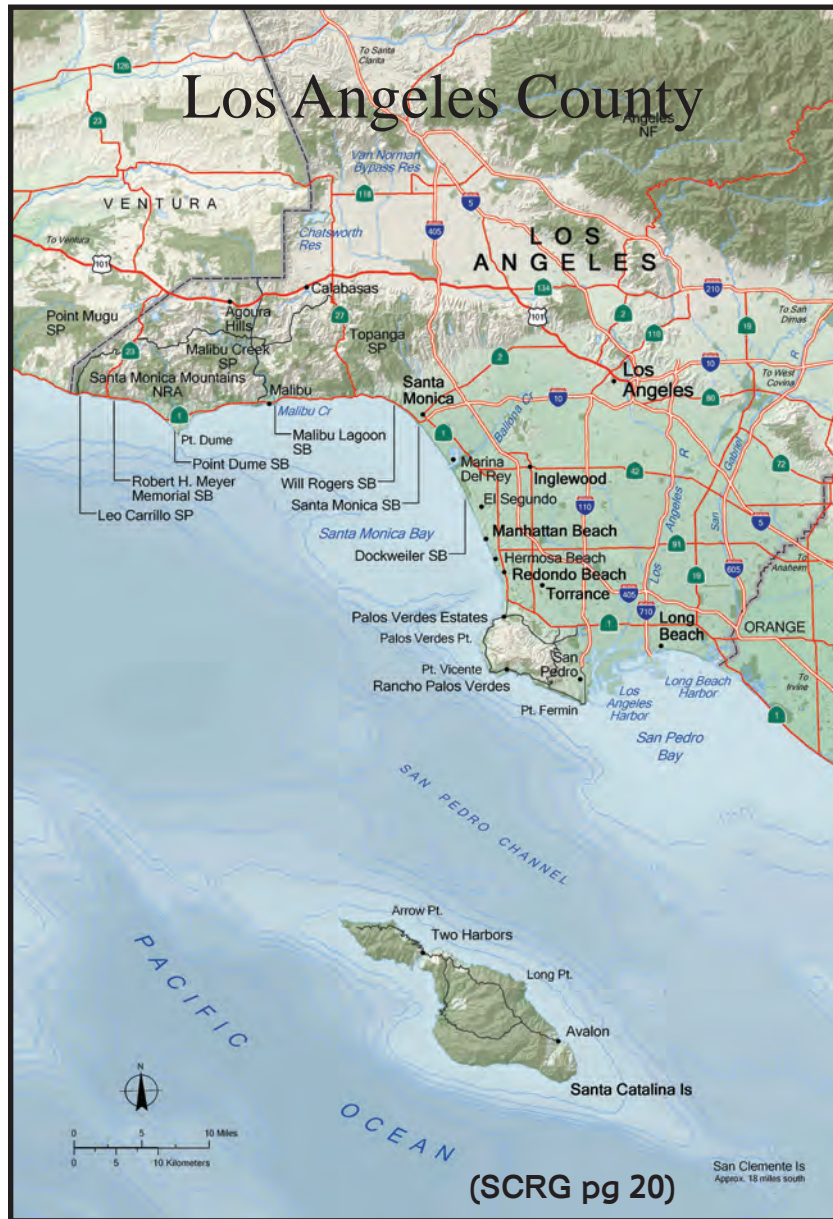 Los Angeles County
To Santa
Clarita
126
23
Angeles
NF
Van Norman
Bypass Res
118
5
405
VENTURA
Chatsworth
Res
LOS
ANGELES
To Ventura
101
134
210
Calabasas
Agoura
Hills
27
101
2
110
19
To San
Dimas
Point Mugu
SP
23
Malibu Creek
SP
Topanga
SP
2
10
Santa Monica Mountains
NRA
Los
Angeles
To West
Covina
R
Malibu
Santa
Monica
10
60
1
Malibu Cr
1
Ballona Cr
Pt. Dume
Malibu Lagoon
SB
Gabriel
Point Dume SB
Marina
Del Rey
R
72
Will Rogers SB
Inglewood
42
Robert H. Meyer
Memorial SB
Santa Monica SB
El Segundo
110
Angeles
San
Leo Carrillo SP
5
Santa Monica Bay
Manhattan Beach
91
Dockweiler SB
Hermosa Beach
Los
To
Anaheim
Redondo Beach
19
605
Torrance
405
710
Palos Verdes Estates
1
Long
Beach
ORANGE
Palos Verdes Pt.
San
Pedro
Pt. Vicente
Long Beach
Harbor
To
Irvine
Rancho Palos Verdes
Los
Angeles
Harbor
Pt. Fermin
1
San Pedro
Bay
SAN PEDRO CHANNEL
Arrow Pt.
Two Harbors
PACIFIC
Long Pt.
Avalon
N
Santa Catalina Is
OCEAN
0 5 10 Miles
0 5 10 Kilometers
San Clemente Is
Approx. 18 miles south
(SCRG pg 20)